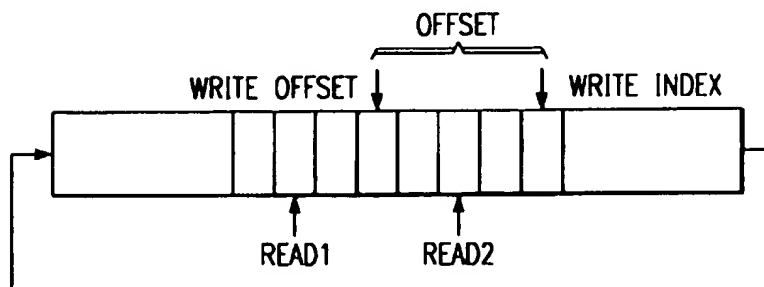 OFFSET
WRITE OFFSET WRITE INDEX
READ1 READ2